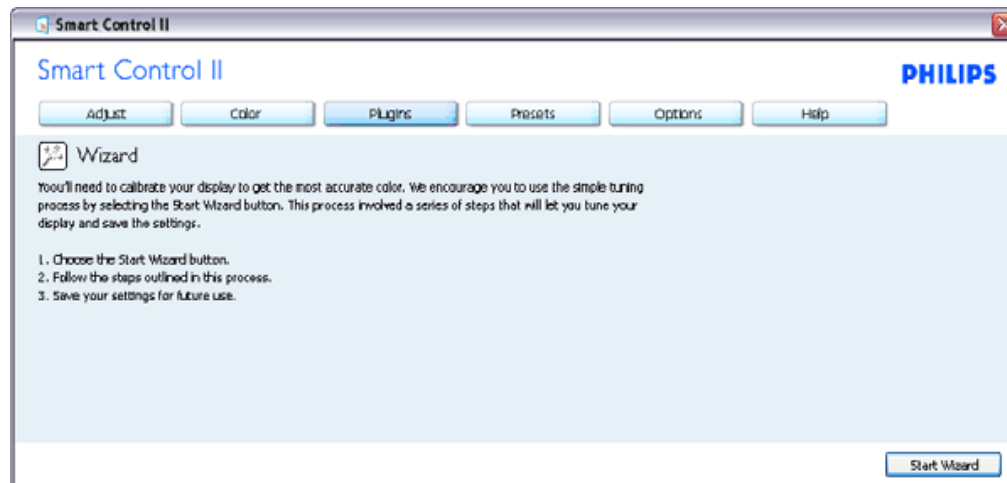 Smart Control II
Smart Control II
PHILIPS
Adjust Color Plugins Presets Options Help
Wizard
Yoou'll need to calibrate your display to get the most accurate color. We encourage you to use the simple tuning
process by selecting the Start Wizard button. This process involved a series of steps that will let you tune your
display and save the settings.
1. Choose the Start Wizard button.
2. Follow the steps outlined in this process.
3. Save your settings for future use.
Start Wizard